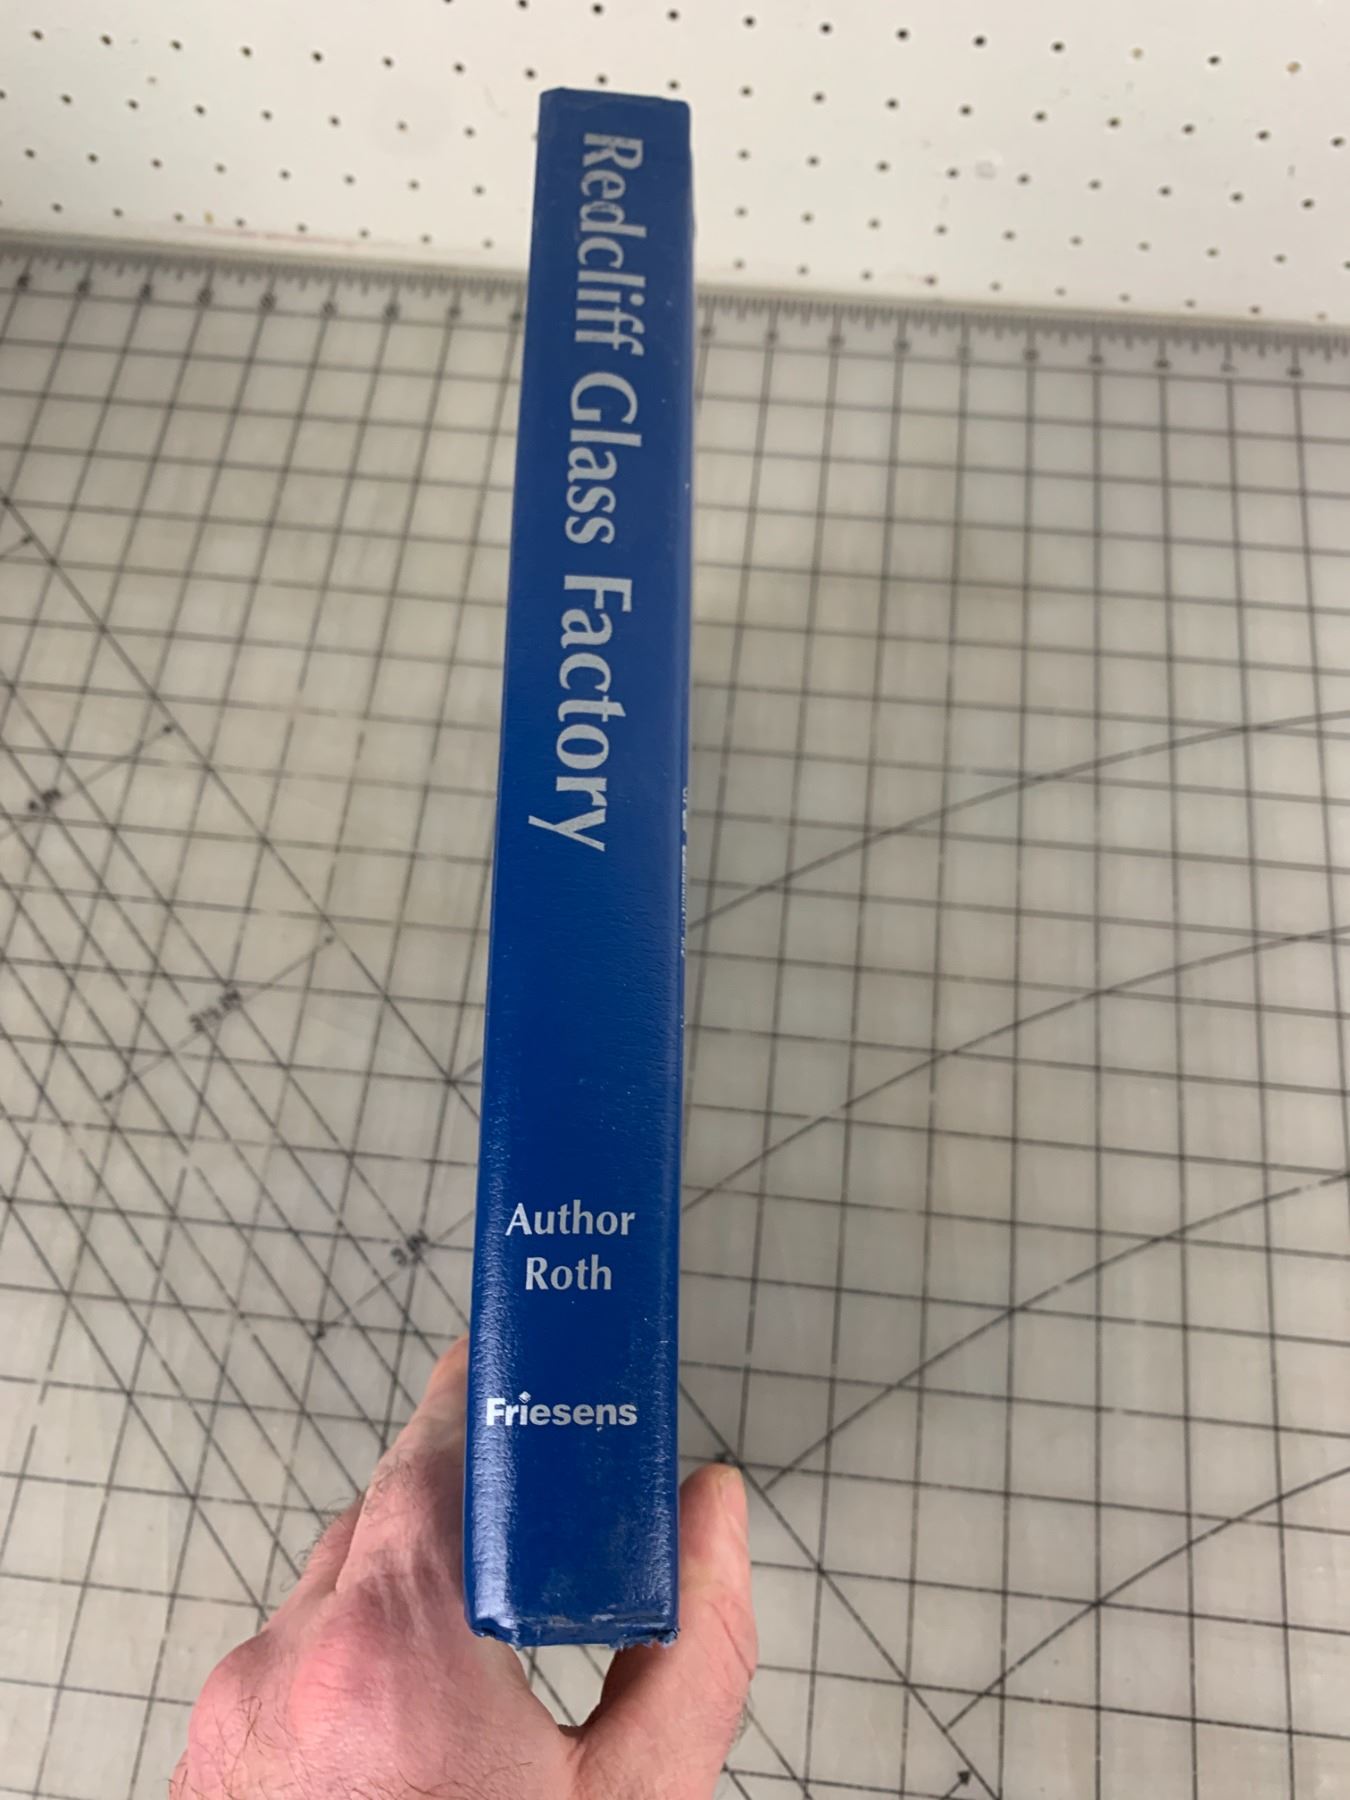 Redcliff Glass Factory
Author
Roth
Friesens